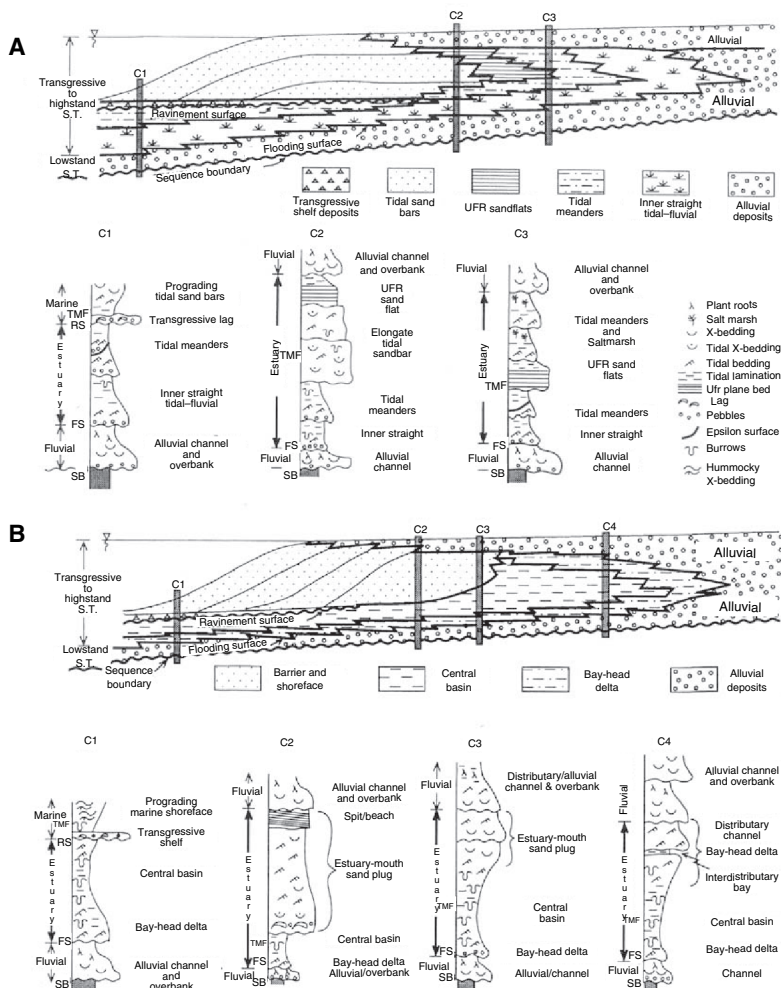 A
C1
C2
C3
Transgressive
to
highstand
S.T.
Lowstand
S.T.
Alluvial
Alluvial
Ravinement surface
Flooding surface
Sequence boundary
Transgressive
shelf
deposits
Tidal sand
bars
UFR sandflats
Tidal
meanders
Inner straight
tidal–fluvial
Alluvial
deposits
C1
Marine
TMF
RS
Estuary
FS
Fluvial
SB
Prograding
tidal sand bars
Transgressive lag
Tidal meanders
Inner straight
tidal–fluvial
Alluvial channel
and
overbank
C2
Fluvial
Estuary
TMF
FS
Fluvial
SB
Alluvial channel
and overbank
UFR
sand
flat
Elongate
tidal
sandbar
Tidal
meanders
Inner straight
Alluvial
channel
C3
Fluvial
Estuary
TMF
FS
Fluvial
SB
Alluvial channel
and
overbank
Tidal meanders
and
Saltmarsh
UFR sand
flats
Tidal meanders
Inner straight
Alluvial
channel
Plant roots
Salt marsh
X-bedding
Tidal X-bedding
Tidal bedding
Tidal lamination
Ufr plane bed
Lag
Pebbles
Epsilon surface
Burrows
Hummocky
X-bedding
B
C1
C2
C3
C4
Transgressive
to
highstand
S.T.
Lowstand
S.T.
Alluvial
Alluvial
Ravinement surface
Flooding surface
Sequence
boundary
Barrier and
shoreface
Central
basin
Bay-head
delta
Alluvial
deposits
C1
Marine
TMF
RS
Estuary
FS
Fluvial
SB
Prograding
marine shoreface
Transgressive
shelf
Central basin
Bay-head delta
Alluvial channel
and
overbank
C2
Fluvial
Estuary
TMF
FS
Fluvial
SB
Alluvial channel
and overbank
Spit/beach
Estuary-mouth
sand plug
Central basin
Bay-head delta
Alluvial/overbank
C3
Fluvial
Estuary
TMF
FS
Fluvial
SB
Distributary/alluvial
channel & overbank
Estuary-mouth
sand plug
Central
basin
Bay-head delta
Alluvial/channel
C4
Fluvial
Estuary
TMF
FS
Fluvial
SB
Alluvial channel
and overbank
Distributary
channel
Bay-head delta
Interdistributary
bay
Central basin
Bay-head delta
Channel